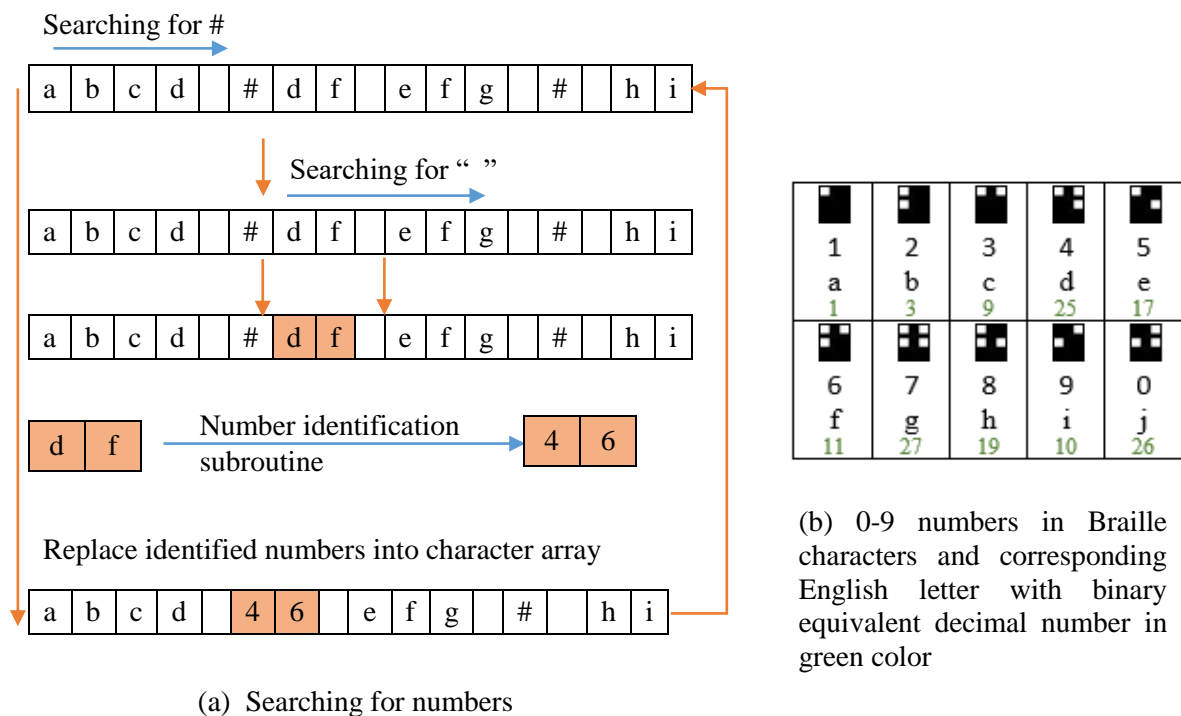 Searching for #
a b c d # d f e f g # h i
Searching for “ ”
a b c d # d f e f g # h i
a b c d # d f e f g # h i
d f
Number identification
subroutine
4 6
Replace identified numbers into character array
a b c d 4 6 e f g # h i
(a) Searching for numbers
1 2 3 4 5
a b c d e
1 3 9 25 17
6 7 8 9 0
f g h i j
11 27 19 10 26
(b) 0-9 numbers in Braille
characters and corresponding
English letter with binary
equivalent decimal number in
green color